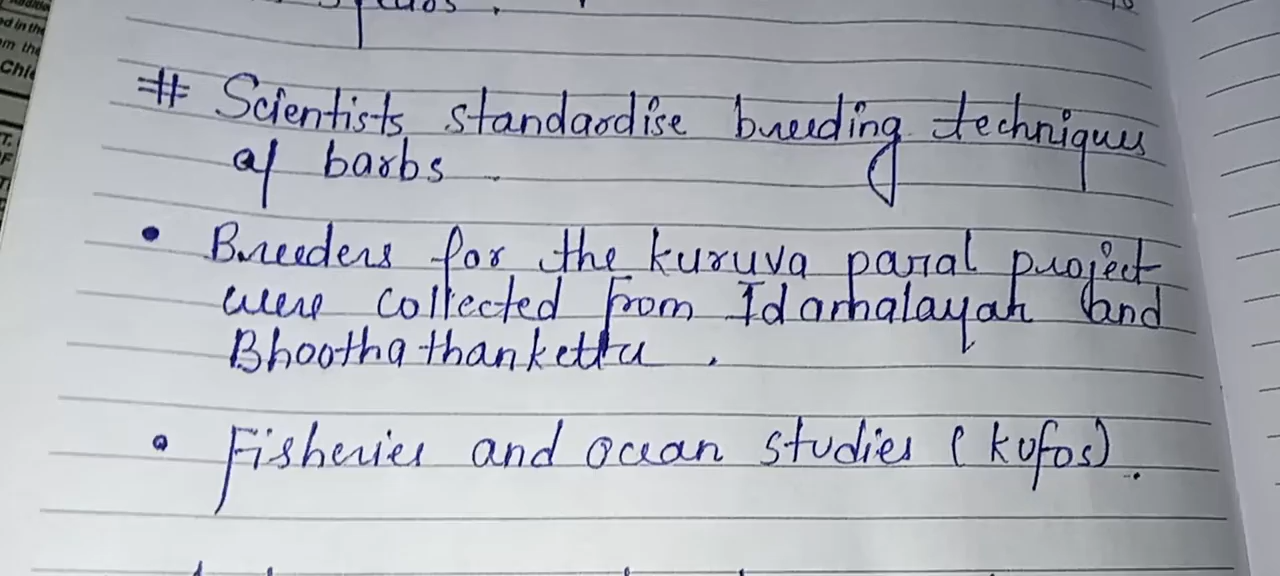 # Scientists standardise breeding techniques
of barbs.
• Breeders for the kuruva paral project
were collected from Idamalayah and
Bhoothathankettu.
• Fisheries and ocean studies (kufos).